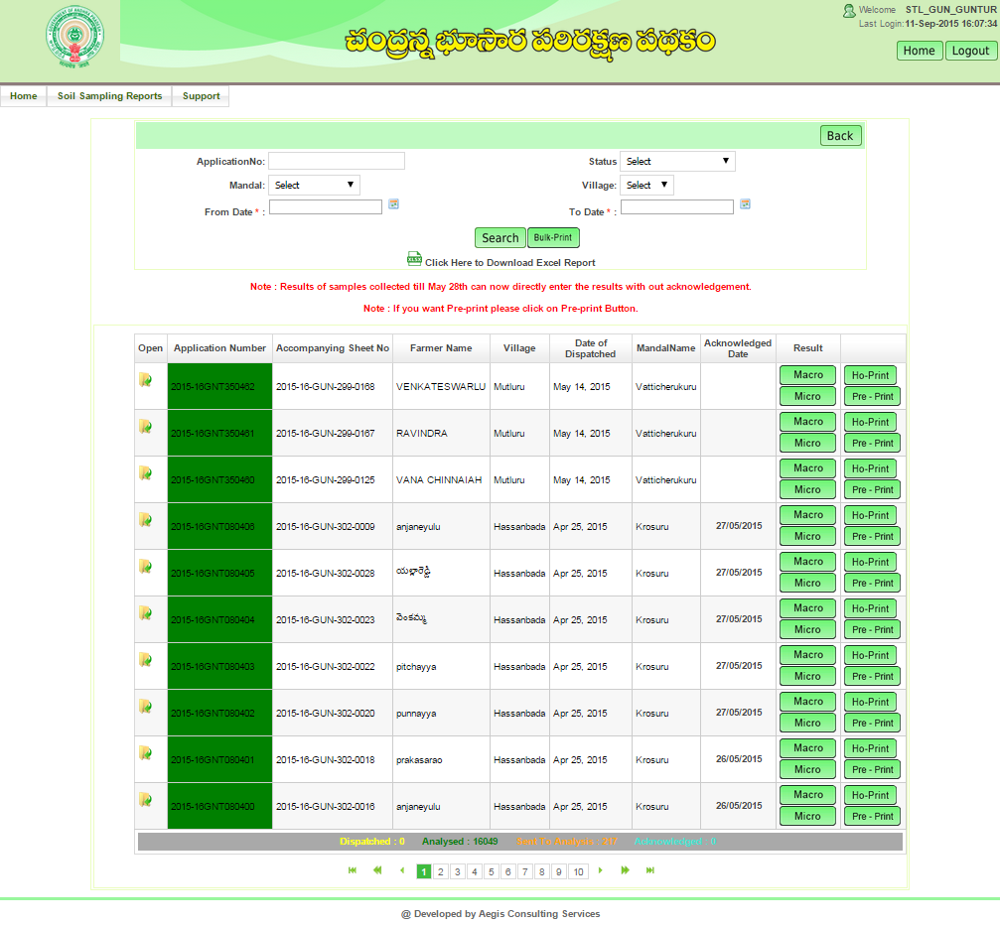 Welcome STL_GUN_GUNTUR
Last Login:11-Sep-2015 16:07:34
చంద్రన్న భూసార పరిరక్షణ పథకం
Home Logout
Home Soil Sampling Reports Support
Back
ApplicationNo: Status Select
Mandal: Select Village: Select
From Date * : To Date * :
Search Bulk-Print
XLSX Click Here to Download Excel Report
Note : Results of samples collected till May 28th can now directly enter the results with out acknowledgement.
Note : If you want Pre-print please click on Pre-print Button.
Open Application Number Accompanying Sheet No Farmer Name Village Date of Dispatched MandalName Acknowledged Date Result
2015-16GNT350462 2015-16-GUN-299-0168 VENKATESWARLU Mutluru May 14, 2015 Vatticherukuru Macro Ho-Print
Micro Pre - Print
2015-16GNT350461 2015-16-GUN-299-0167 RAVINDRA Mutluru May 14, 2015 Vatticherukuru Macro Ho-Print
Micro Pre - Print
2015-16GNT350460 2015-16-GUN-299-0125 VANA CHINNAIAH Mutluru May 14, 2015 Vatticherukuru Macro Ho-Print
Micro Pre - Print
2015-16GNT080406 2015-16-GUN-302-0009 anjaneyulu Hassanbada Apr 25, 2015 Krosuru 27/05/2015 Macro Ho-Print
Micro Pre - Print
2015-16GNT080405 2015-16-GUN-302-0028 Hassanbada Apr 25, 2015 Krosuru 27/05/2015 Macro Ho-Print
Micro Pre - Print
2015-16GNT080404 2015-16-GUN-302-0023 వెంకమ్మ Hassanbada Apr 25, 2015 Krosuru 27/05/2015 Macro Ho-Print
Micro Pre - Print
2015-16GNT080403 2015-16-GUN-302-0022 pitchayya Hassanbada Apr 25, 2015 Krosuru 27/05/2015 Macro Ho-Print
Micro Pre - Print
2015-16GNT080402 2015-16-GUN-302-0020 punnayya Hassanbada Apr 25, 2015 Krosuru 27/05/2015 Macro Ho-Print
Micro Pre - Print
2015-16GNT080401 2015-16-GUN-302-0018 prakasarao Hassanbada Apr 25, 2015 Krosuru 26/05/2015 Macro Ho-Print
Micro Pre - Print
2015-16GNT080400 2015-16-GUN-302-0016 anjaneyulu Hassanbada Apr 25, 2015 Krosuru 26/05/2015 Macro Ho-Print
Micro Pre - Print
Dispatched : 0 Analysed : 16049 Sent To Analysis : 217 Acknowledged : 0
1 2 3 4 5 6 7 8 9 10
@ Developed by Aegis Consulting Services